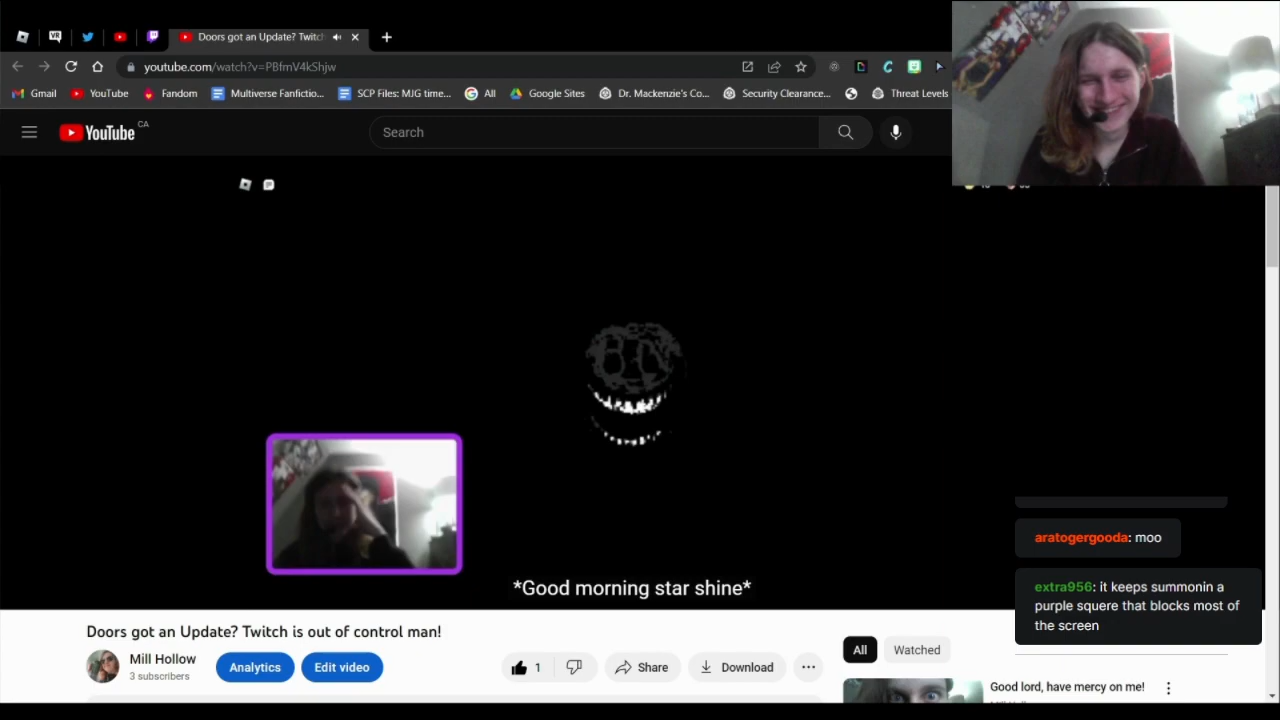 Doors got an Update? Twitch
youtube.com/watch?v=PBfmV4kShjw
Gmail
YouTube
Fandom
Multiverse Fanfictio...
SCP Files: MJG time...
All
Google Sites
Dr. Mackenzie's Co...
Security Clearance...
Threat Levels
YouTube
CA
Search
aratogergooda: moo
extra956: it keeps summonin a
purple squere that blocks most of
the screen
*Good morning star shine*
Doors got an Update? Twitch is out of control man!
Mill Hollow
3 subscribers
Analytics
Edit video
1
Share
Download
All
Watched
Good lord, have mercy on me!